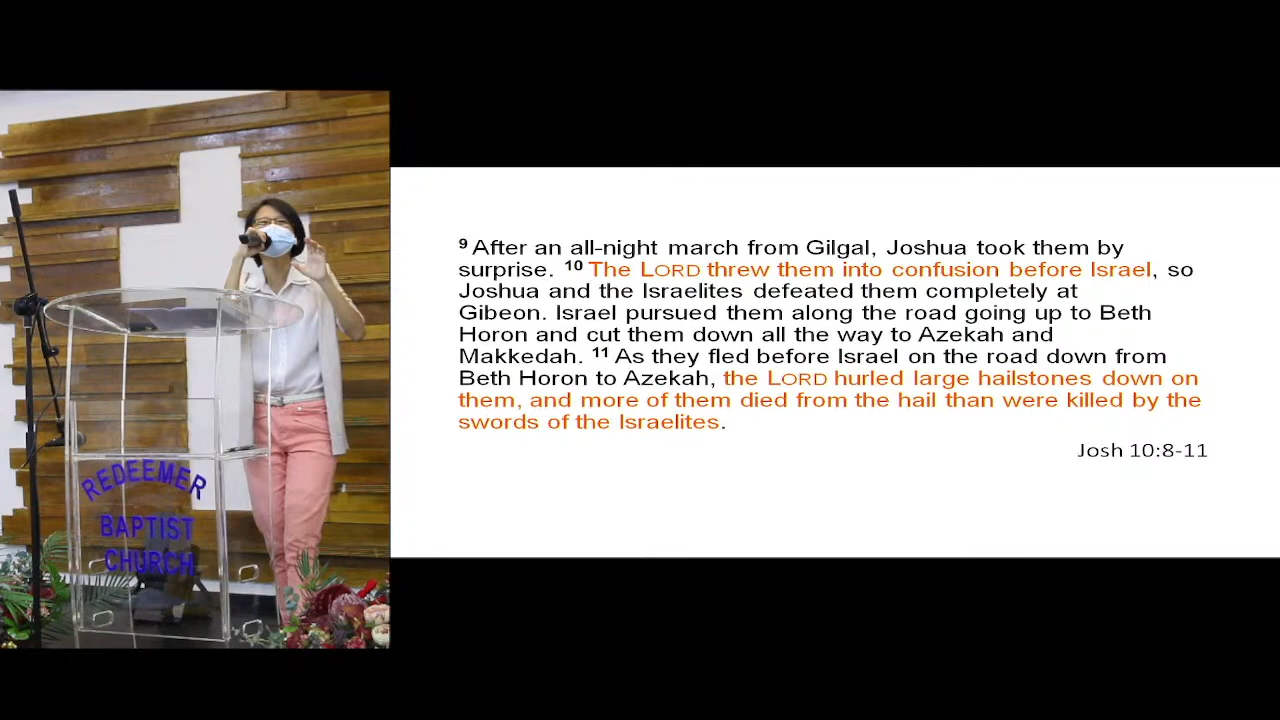 REDEEMER
BAPTIST
CHURCH
9 After an all-night march from Gilgal, Joshua took them by
surprise. 10 The LORD threw them into confusion before Israel, so
Joshua and the Israelites defeated them completely at
Gibeon. Israel pursued them along the road going up to Beth
Horon and cut them down all the way to Azekah and
Makkedah. 11 As they fled before Israel on the road down from
Beth Horon to Azekah, the LORD hurled large hailstones down on
them, and more of them died from the hail than were killed by the
swords of the Israelites.
Josh 10:8-11